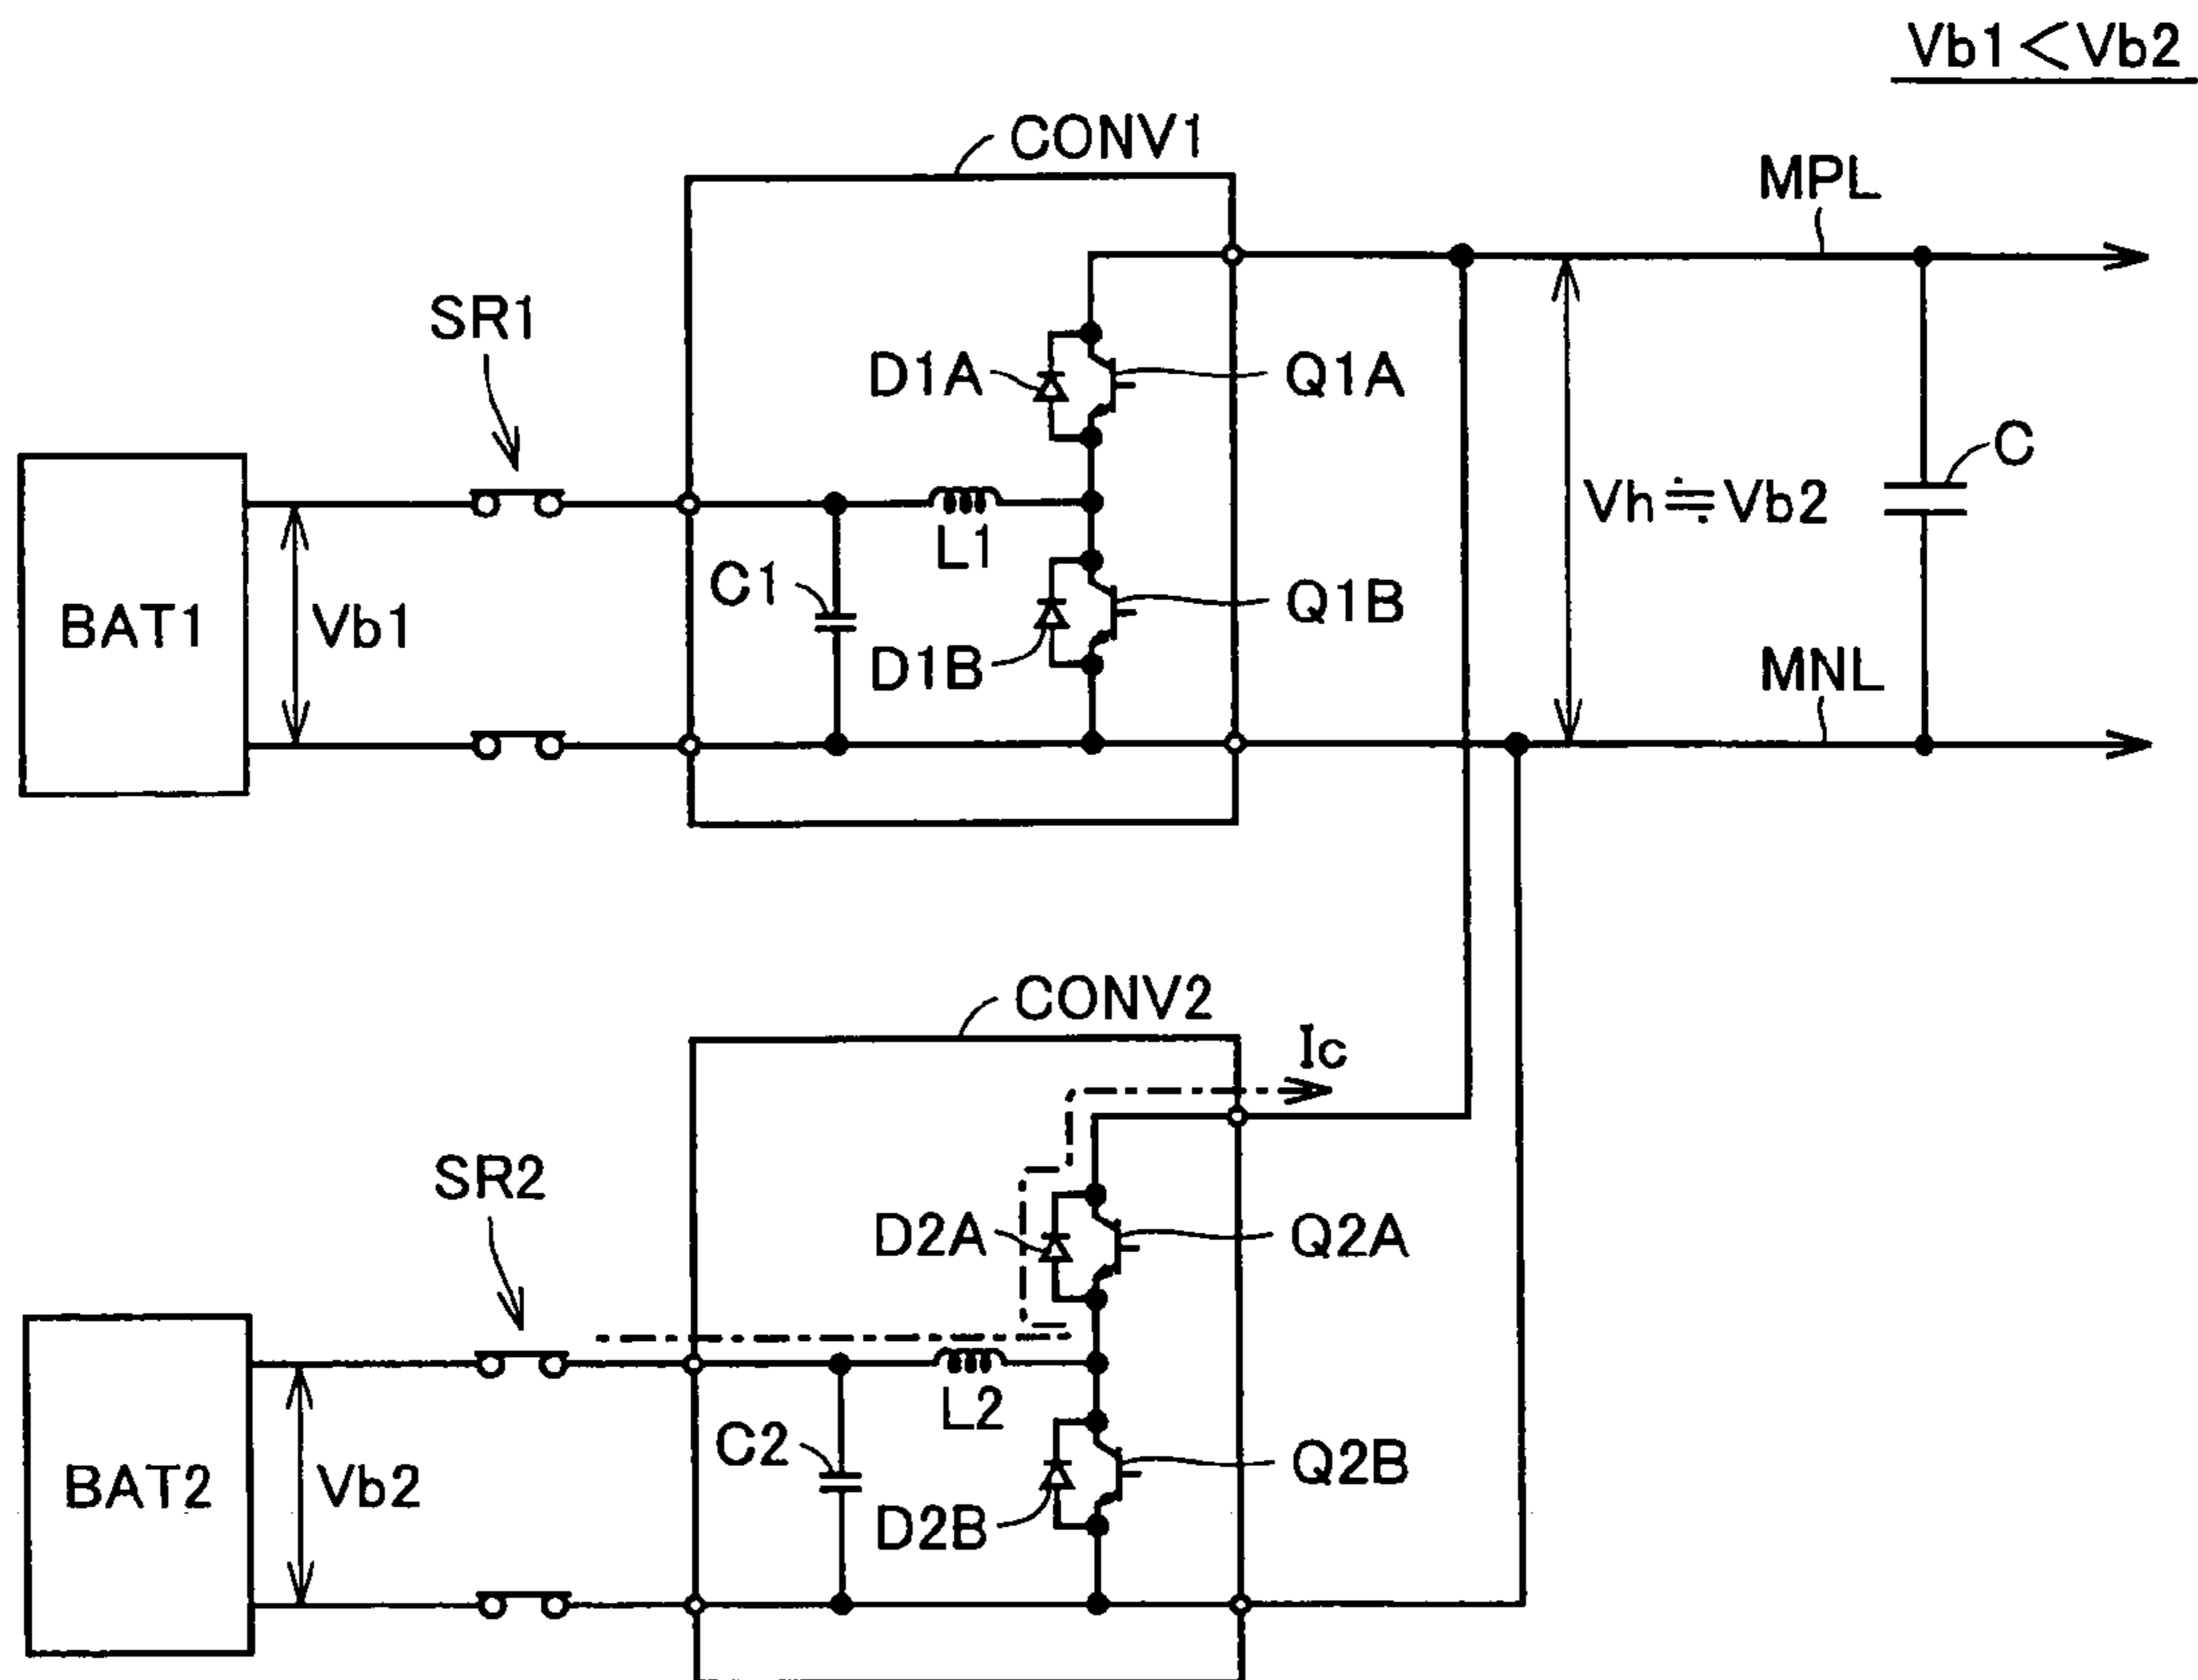 Vb1<Vb2
CONV1
MPL
SR1
D1A
Q1A
C
Vh≒Vb2
L1
C1
Q1B
BAT1
Vb1
D1B
MNL
CONV2
Ic
SR2
D2A
Q2A
L2
C2
Q2B
BAT2
Vb2
D2B